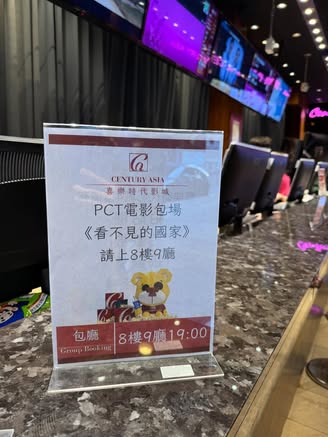 CENTURY ASIA
喜樂時代影城
PCT電影包場
《看不見的國家》
請上8樓9廳
包廳
Group Booking
8樓9廳19:00